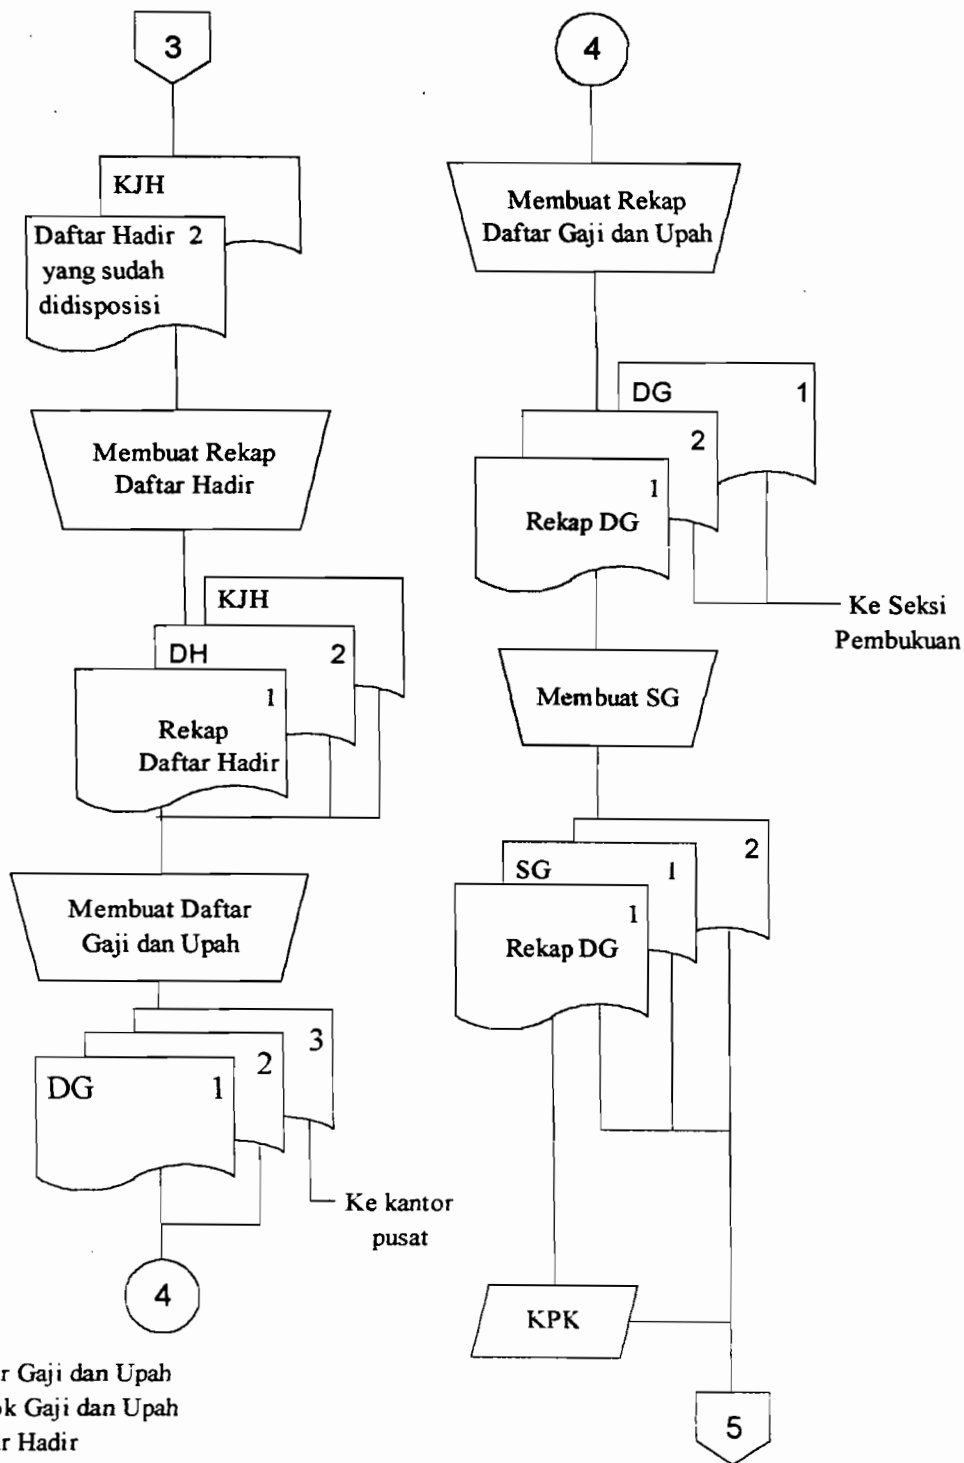 3
KJH
Daftar Hadir 2
yang sudah
didisposisi
Membuat Rekap
Daftar Hadir
KJH
DH 2
1
Rekap
Daftar Hadir
Membuat Daftar
Gaji dan Upah
3
2
DG 1
Ke kantor
pusat
4
r Gaji dan Upah
ok Gaji dan Upah
r Hadir
4
Membuat Rekap
Daftar Gaji dan Upah
DG 1
2
1
Rekap DG
Ke Seksi
Pembukuan
Membuat SG
2
SG 1
1
Rekap DG
KPK
5